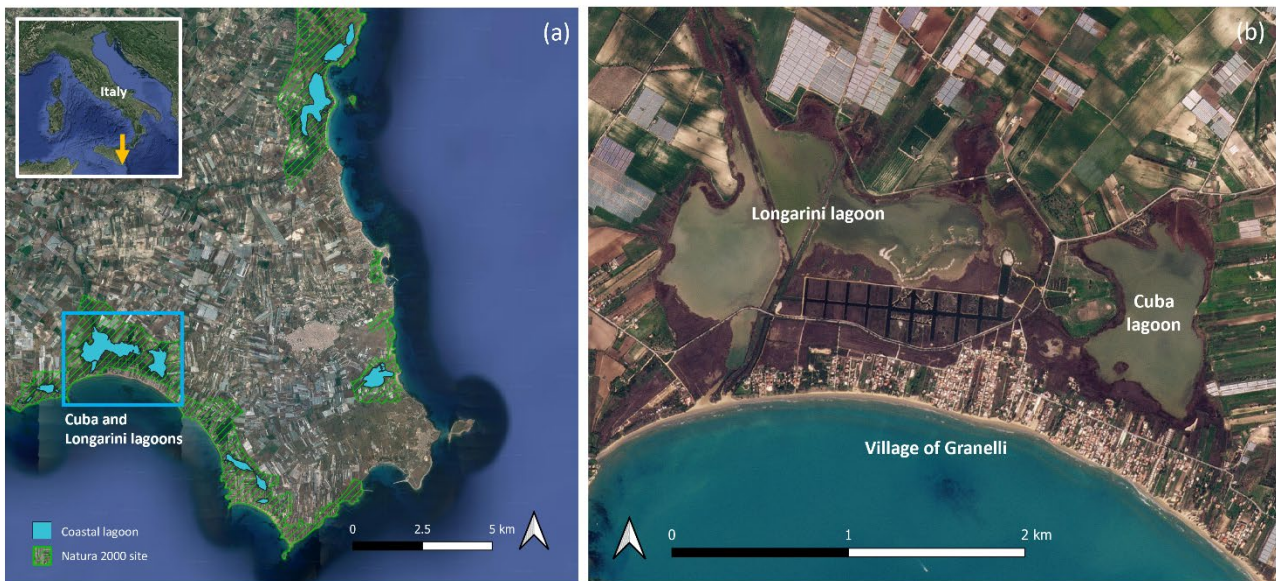 (a)
Italy
Cuba and
Longarini lagoons
Coastal lagoon
Natura 2000 site
0 2.5 5 km
(b)
Longarini lagoon
Cuba
lagoon
Village of Granelli
0 1 2 km